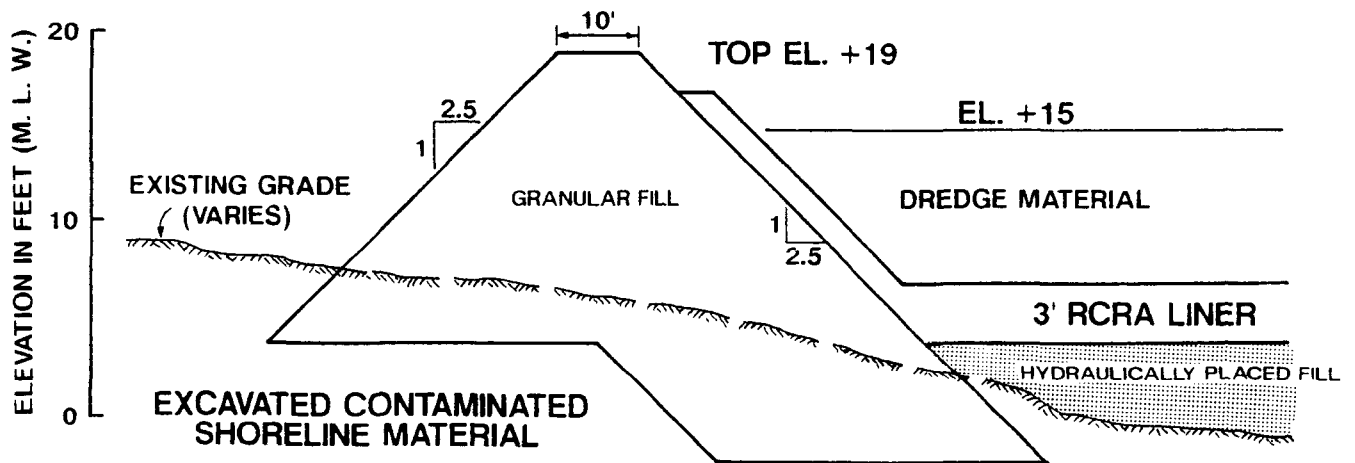 ELEVATION IN FEET (M. L. W.)
20
10
0
10'
TOP EL. +19
2.5
1
EL. +15
EXISTING GRADE
(VARIES)
GRANULAR FILL
DREDGE MATERIAL
1
2.5
3' RCRA LINER
HYDRAULICALLY PLACED FILL
EXCAVATED CONTAMINATED
SHORELINE MATERIAL